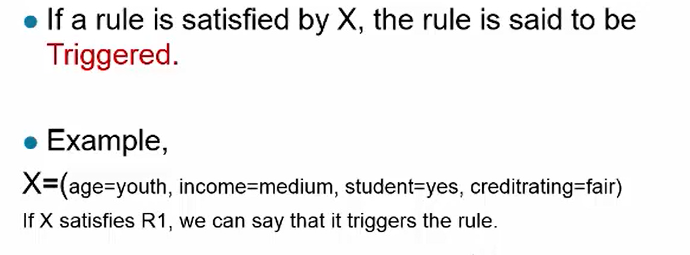 • If a rule is satisfied by X, the rule is said to be
Triggered.
• Example,
X=(age=youth, income=medium, student=yes, creditrating=fair)
If X satisfies R1, we can say that it triggers the rule.